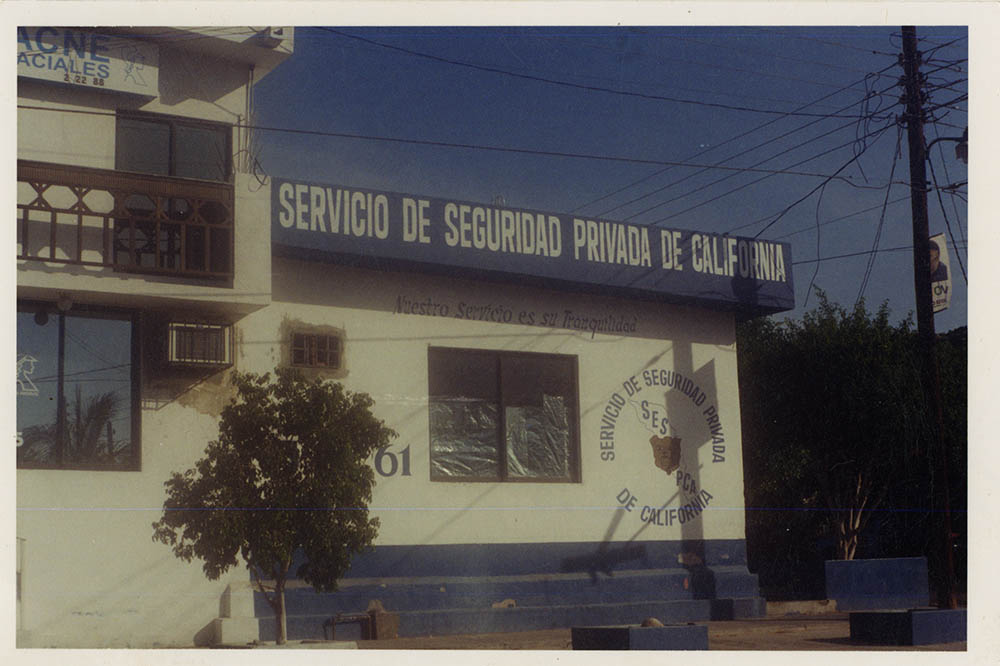 ACNE
ACIALES
2 22 88
SERVICIO DE SEGURIDAD PRIVADA DE CALIFORNIA
Nuestro Servicio es su Tranquilidad
61
SERVICIO DE SEGURIDAD PRIVADA
SES
PCA
DE CALIFORNIA